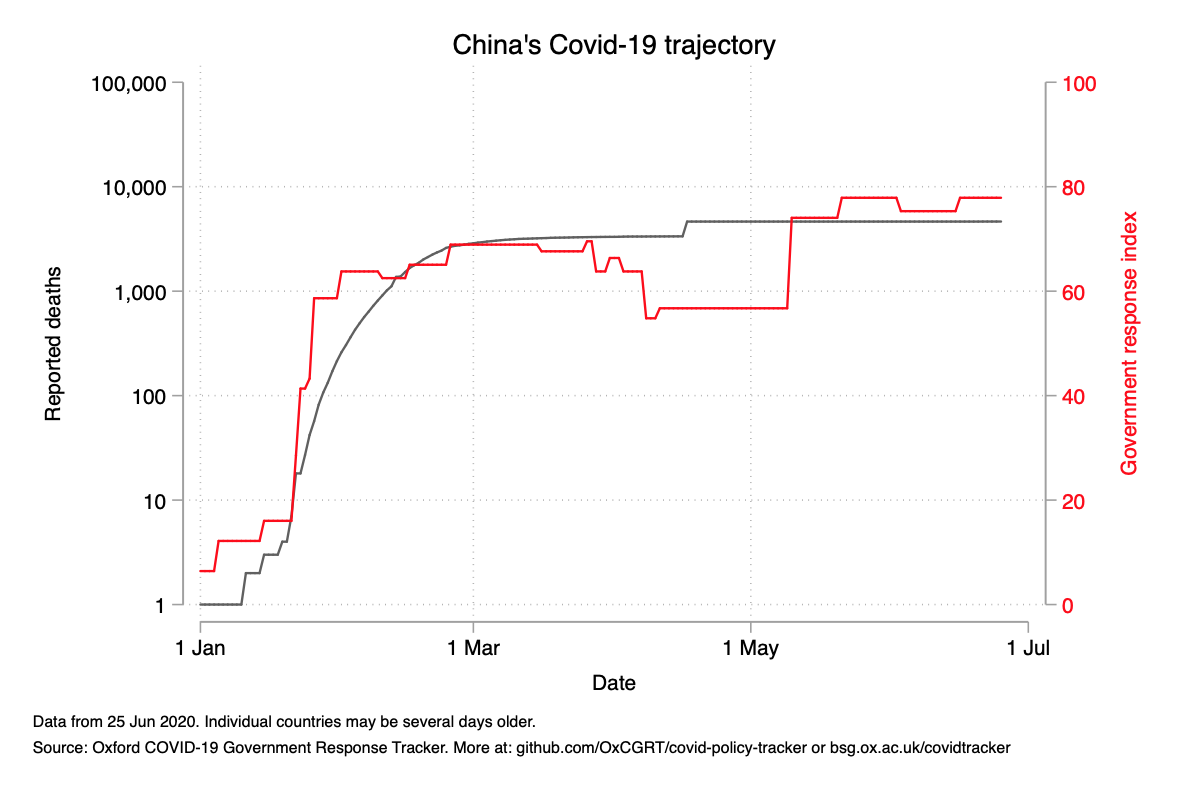 China's Covid-19 trajectory
100,000
10,000
1,000
100
10
1
Reported deaths
100
80
60
40
20
0
Government response index
1 Jan
1 Mar
1 May
1 Jul
Date
Data from 25 Jun 2020. Individual countries may be several days older.
Source: Oxford COVID-19 Government Response Tracker. More at: github.com/OxCGRT/covid-policy-tracker or bsg.ox.ac.uk/covidtracker